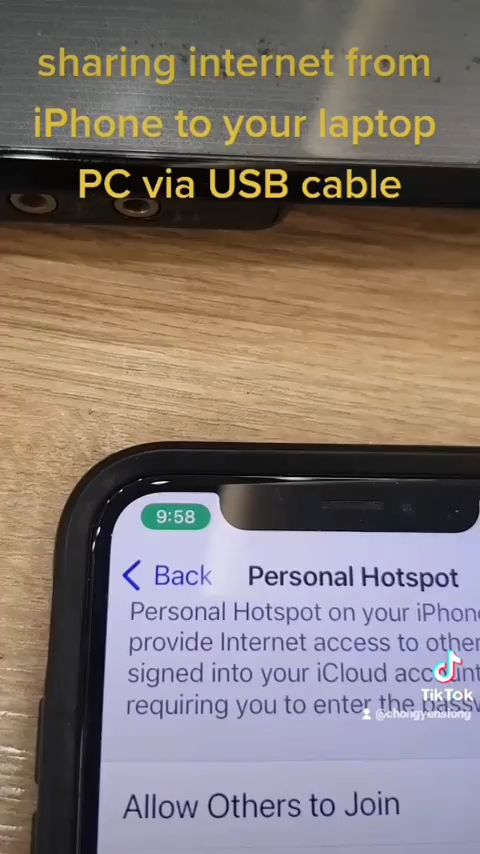 sharing internet from
iPhone to your laptop
PC via USB cable
9:58
Back Personal Hotspot
Personal Hotspot on your iPhone
provide Internet access to other
signed into your iCloud account
requiring you to enter the
Allow Others to Join
TikTok
@chongyensiong